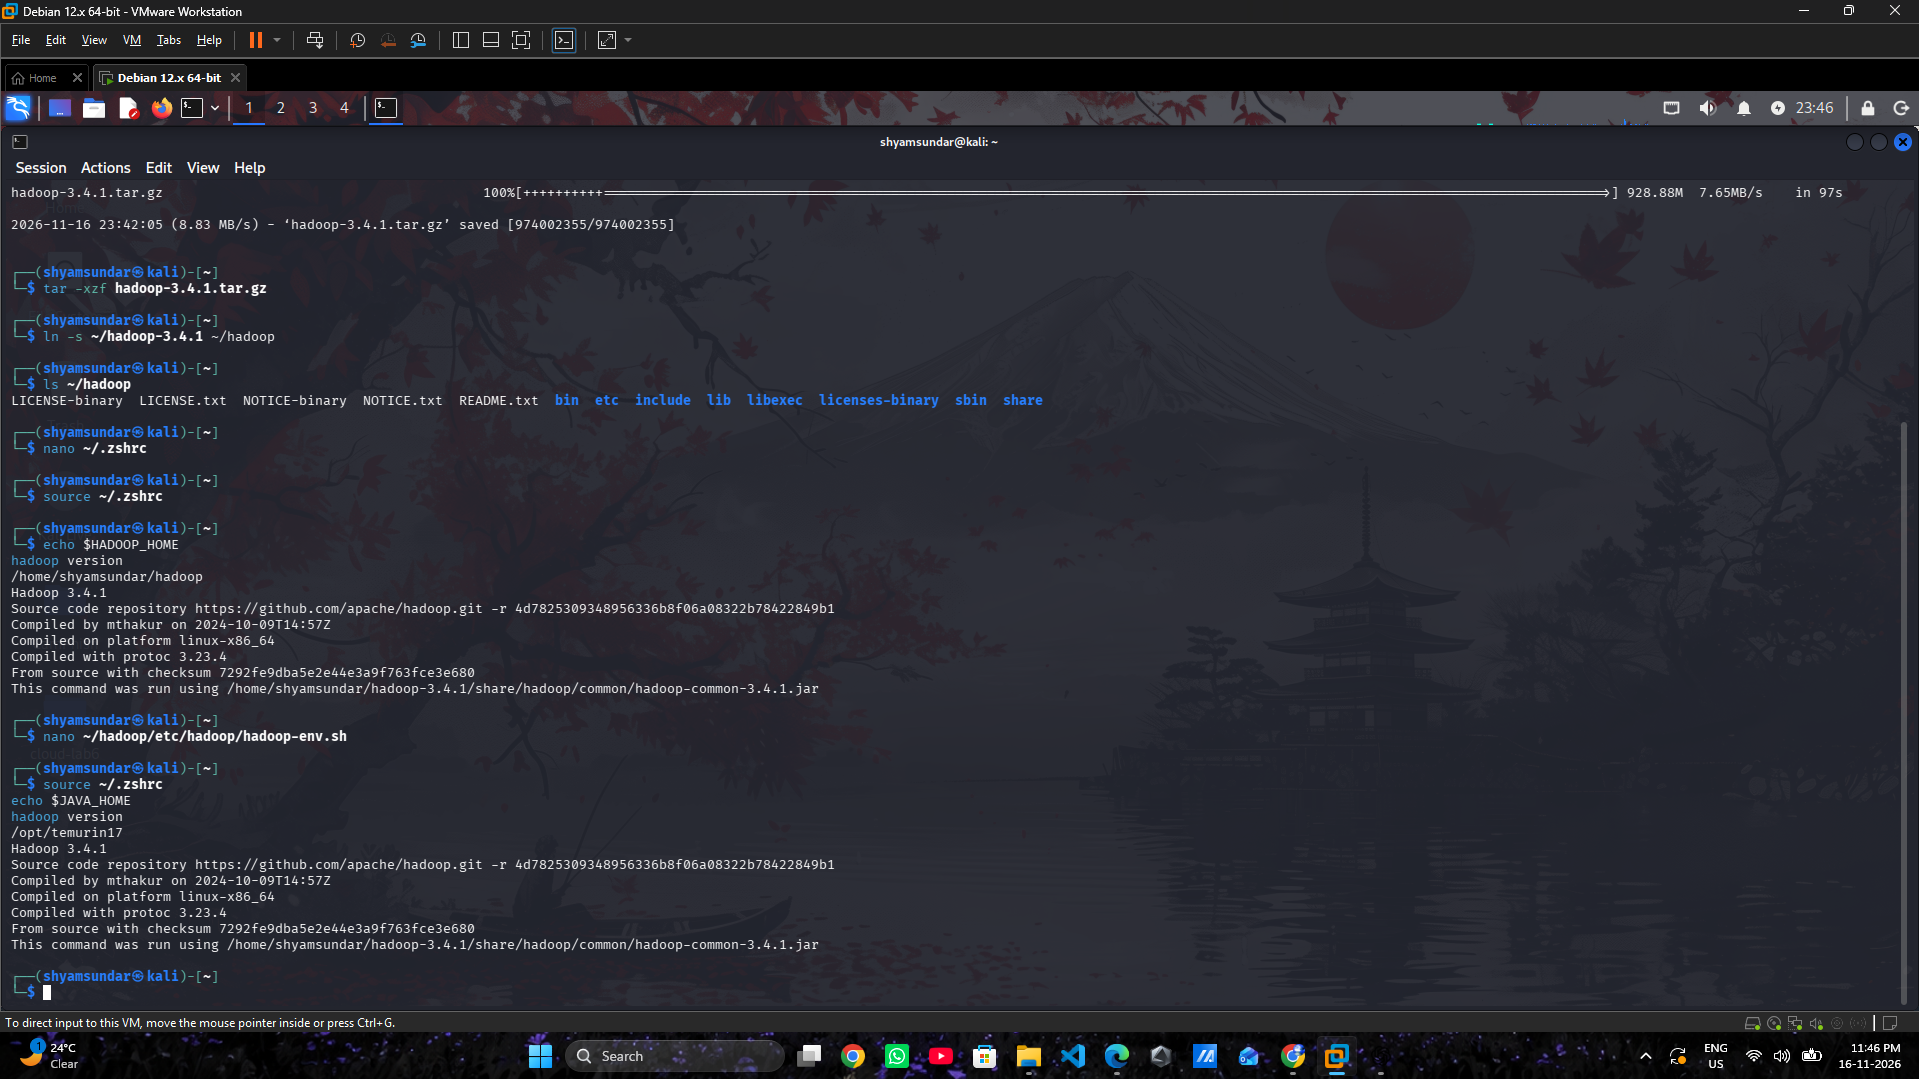 Debian 12.x 64-bit - VMware Workstation
File Edit View VM Tabs Help
Home
Debian 12.x 64-bit
1 2 3 4
23:46
shyamsundar@kali: ~
Session Actions Edit View Help
hadoop-3.4.1.tar.gz 100%[++++++++++==================================================>] 928.88M 7.65MB/s in 97s
2026-11-16 23:42:05 (8.83 MB/s) - ‘hadoop-3.4.1.tar.gz’ saved [974002355/974002355]
┌──(shyamsundar㉿kali)-[~]
└─$ tar -xzf hadoop-3.4.1.tar.gz
┌──(shyamsundar㉿kali)-[~]
└─$ ln -s ~/hadoop-3.4.1 ~/hadoop
┌──(shyamsundar㉿kali)-[~]
└─$ ls ~/hadoop
LICENSE-binary LICENSE.txt NOTICE-binary NOTICE.txt README.txt bin etc include lib libexec licenses-binary sbin share
┌──(shyamsundar㉿kali)-[~]
└─$ nano ~/.zshrc
┌──(shyamsundar㉿kali)-[~]
└─$ source ~/.zshrc
┌──(shyamsundar㉿kali)-[~]
└─$ echo $HADOOP_HOME
hadoop version
/home/shyamsundar/hadoop
Hadoop 3.4.1
Source code repository https://github.com/apache/hadoop.git -r 4d7825309348956336b8f06a08322b78422849b1
Compiled by mthakur on 2024-10-09T14:57Z
Compiled on platform linux-x86_64
Compiled with protoc 3.23.4
From source with checksum 7292fe9dba5e2e44e3a9f763fce3e680
This command was run using /home/shyamsundar/hadoop-3.4.1/share/hadoop/common/hadoop-common-3.4.1.jar
┌──(shyamsundar㉿kali)-[~]
└─$ nano ~/hadoop/etc/hadoop/hadoop-env.sh
┌──(shyamsundar㉿kali)-[~]
└─$ source ~/.zshrc
echo $JAVA_HOME
hadoop version
/opt/temurin17
Hadoop 3.4.1
Source code repository https://github.com/apache/hadoop.git -r 4d7825309348956336b8f06a08322b78422849b1
Compiled by mthakur on 2024-10-09T14:57Z
Compiled on platform linux-x86_64
Compiled with protoc 3.23.4
From source with checksum 7292fe9dba5e2e44e3a9f763fce3e680
This command was run using /home/shyamsundar/hadoop-3.4.1/share/hadoop/common/hadoop-common-3.4.1.jar
┌──(shyamsundar㉿kali)-[~]
└─$
To direct input to this VM, move the mouse pointer inside or press Ctrl+G.
1
24°C
Clear
Search
ENG
US
11:46 PM
16-11-2026